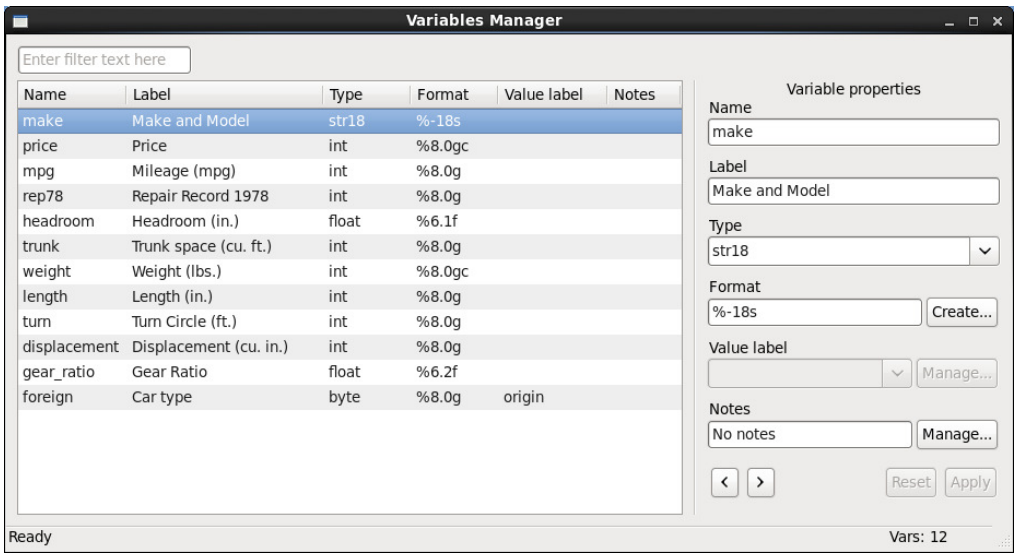 Variables Manager
Enter filter text here
Name Label Type Format Value label Notes
make Make and Model str18 %-18s
price Price int %8.0gc
mpg Mileage (mpg) int %8.0g
rep78 Repair Record 1978 int %8.0g
headroom Headroom (in.) float %6.1f
trunk Trunk space (cu. ft.) int %8.0g
weight Weight (lbs.) int %8.0gc
length Length (in.) int %8.0g
turn Turn Circle (ft.) int %8.0g
displacement Displacement (cu. in.) int %8.0g
gear_ratio Gear Ratio float %6.2f
foreign Car type byte %8.0g origin
Variable properties
Name
make
Label
Make and Model
Type
str18
Format
%-18s Create...
Value label
Manage...
Notes
No notes Manage...
< > Reset Apply
Ready Vars: 12